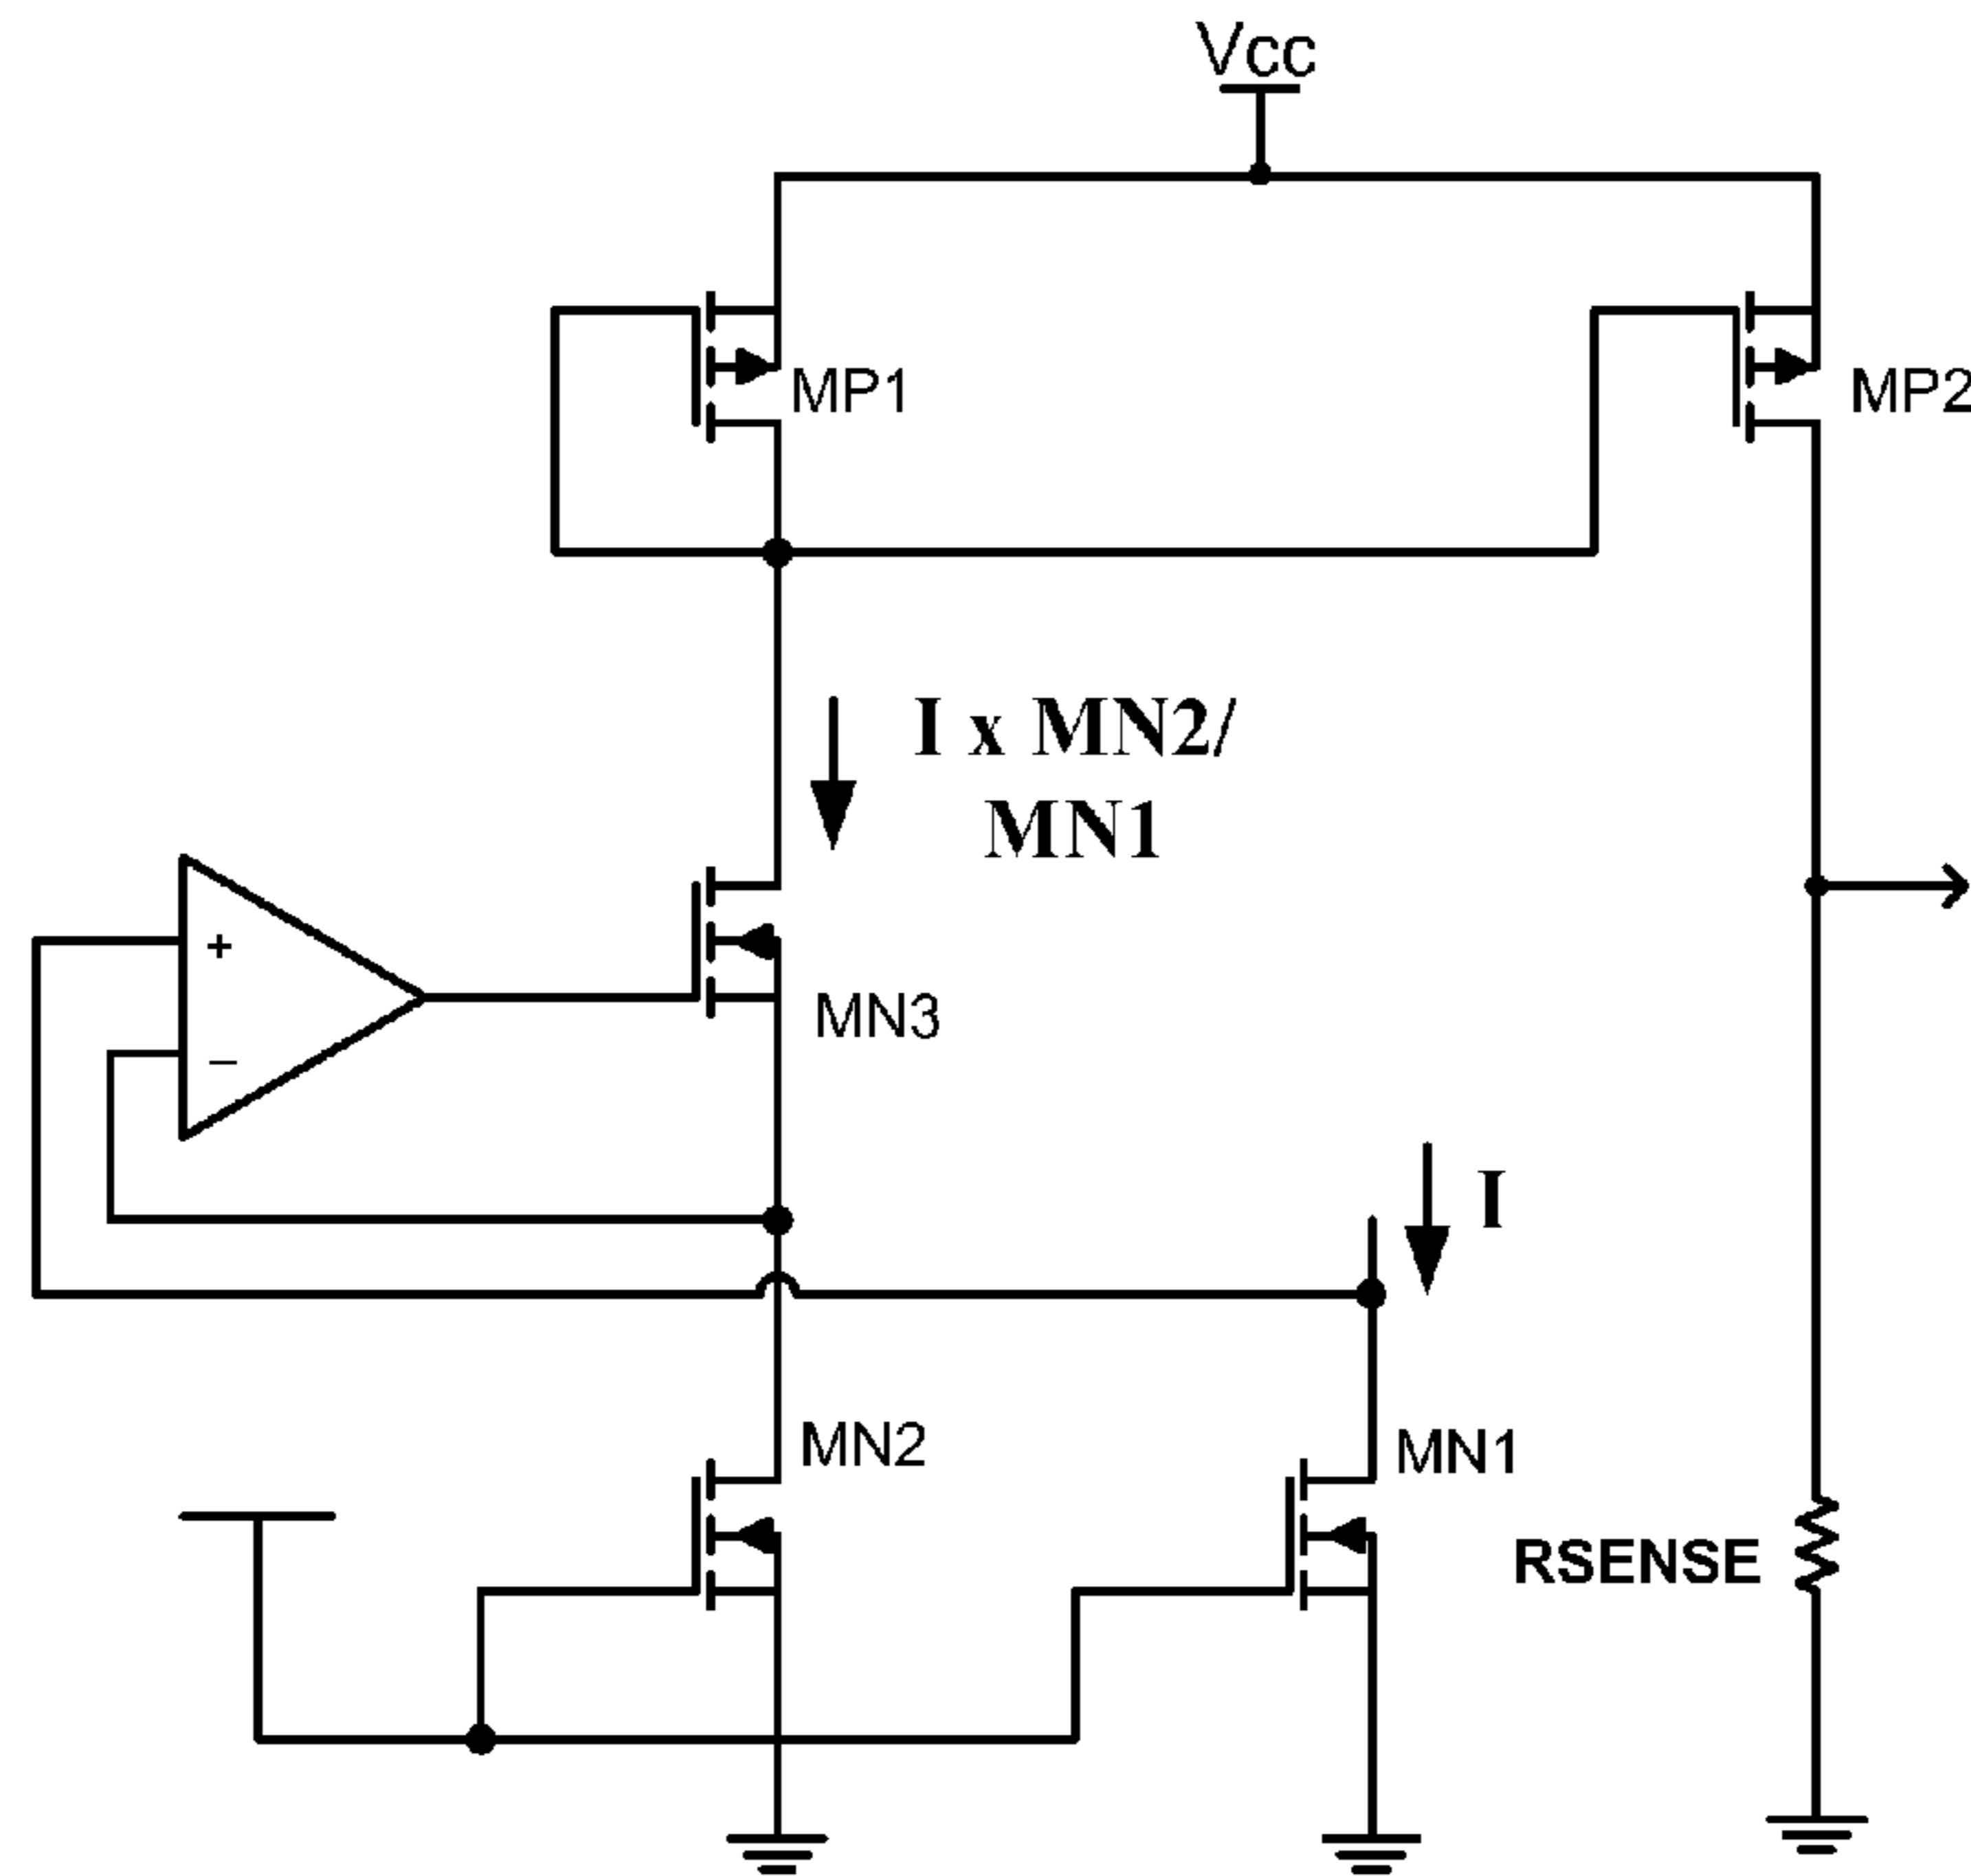 Vcc
MP1
MP2
I x MN2/
MN1
+
MN3
–
I
MN2
MN1
RSENSE